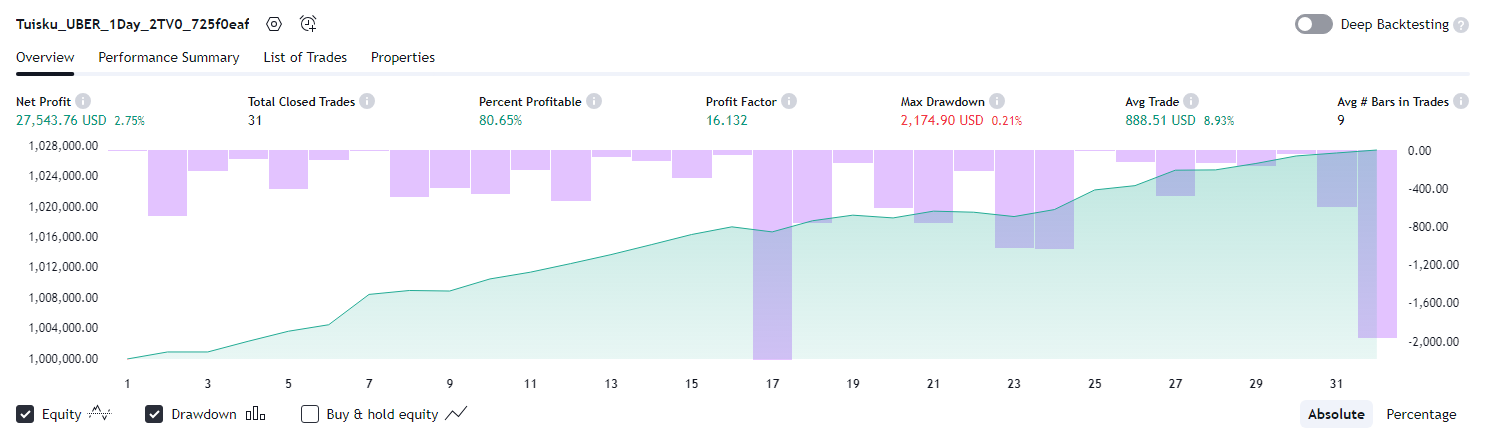 Tuisku_UBER_1Day_2TV0_725f0eaf
Deep Backtesting ?
Overview Performance Summary List of Trades Properties
Net Profit Total Closed Trades Percent Profitable Profit Factor Max Drawdown Avg Trade Avg # Bars in Trades
27,543.76 USD 2.75% 31 80.65% 16.132 2,174.90 USD 0.21% 888.51 USD 8.93% 9
1,028,000.00 0.00
1,024,000.00
1,020,000.00 -400.00
1,016,000.00 -800.00
1,012,000.00 -1,200.00
1,008,000.00 -1,600.00
1,004,000.00 -2,000.00
1,000,000.00
1 3 5 7 9 11 13 15 17 19 21 23 25 27 29 31
Equity Drawdown Buy & hold equity Absolute Percentage